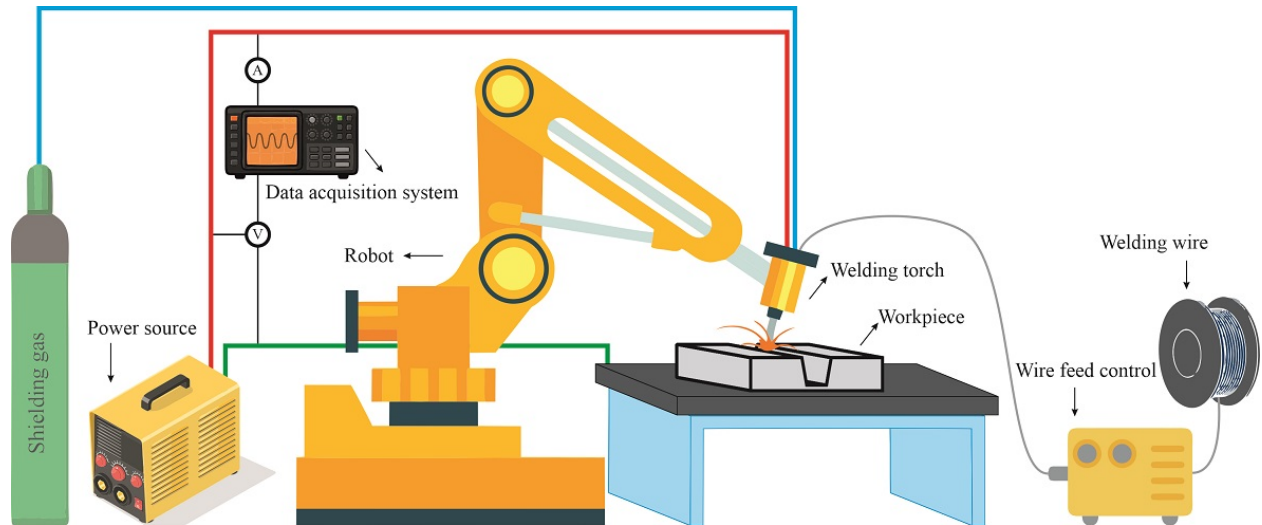 A
Data acquisition system
V
Robot
Welding torch
Welding wire
Power source
Workpiece
Wire feed control
Shielding gas